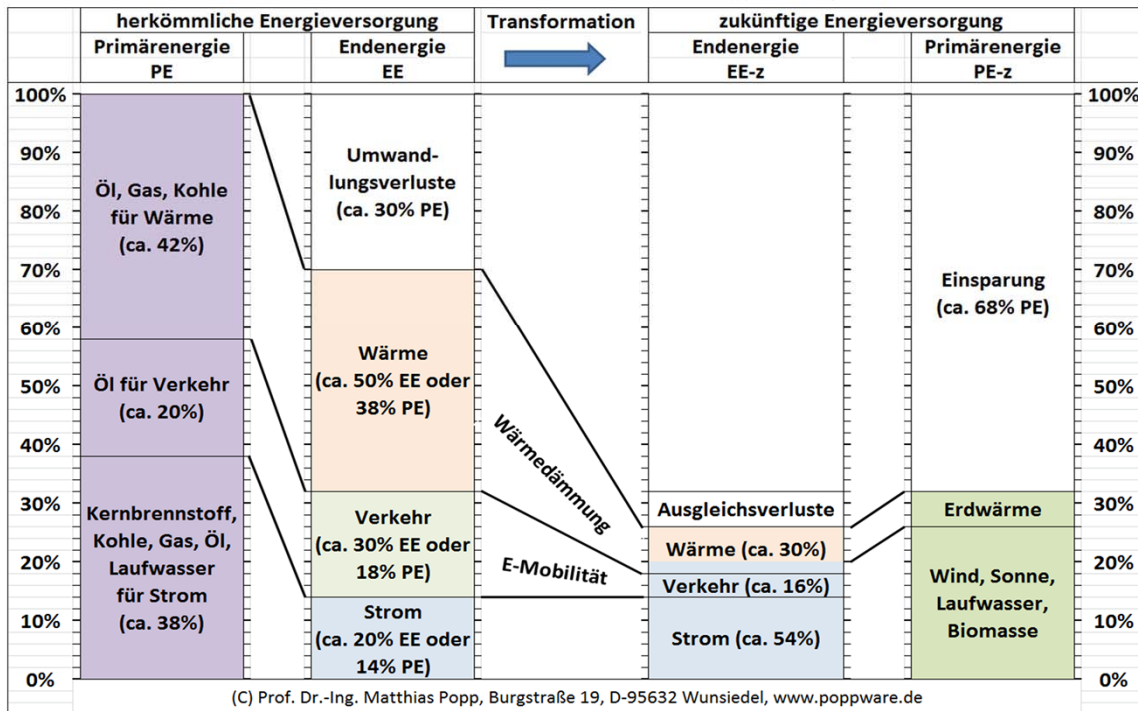 herkömmliche Energieversorgung
Transformation
zukünftige Energieversorgung
Primärenergie
PE
Endenergie
EE
Endenergie
EE-z
Primärenergie
PE-z
100%
90%
80%
70%
60%
50%
40%
30%
20%
10%
0%
Öl, Gas, Kohle
für Wärme
(ca. 42%)
Öl für Verkehr
(ca. 20%)
Kernbrennstoff,
Kohle, Gas, Öl,
Laufwasser
für Strom
(ca. 38%)
Umwand-
lungsverluste
(ca. 30% PE)
Wärme
(ca. 50% EE oder
38% PE)
Verkehr
(ca. 30% EE oder
18% PE)
Strom
(ca. 20% EE oder
14% PE)
Wärmedämmung
E-Mobilität
Ausgleichsverluste
Wärme (ca. 30%)
Verkehr (ca. 16%)
Strom (ca. 54%)
Einsparung
(ca. 68% PE)
Erdwärme
Wind, Sonne,
Laufwasser,
Biomasse
100%
90%
80%
70%
60%
50%
40%
30%
20%
10%
0%
(C) Prof. Dr.-Ing. Matthias Popp, Burgstraße 19, D-95632 Wunsiedel, www.poppware.de